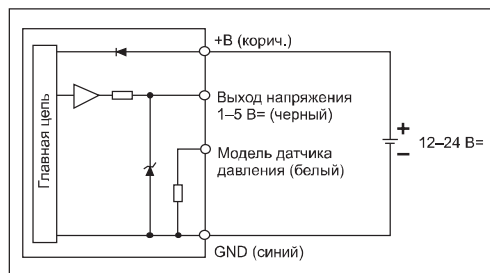 +В (корич.)
Главная цепь
Выход напряжения
1–5 В= (черный)
Модель датчика
давления (белый)
GND (синий)
+
12–24 В=
–